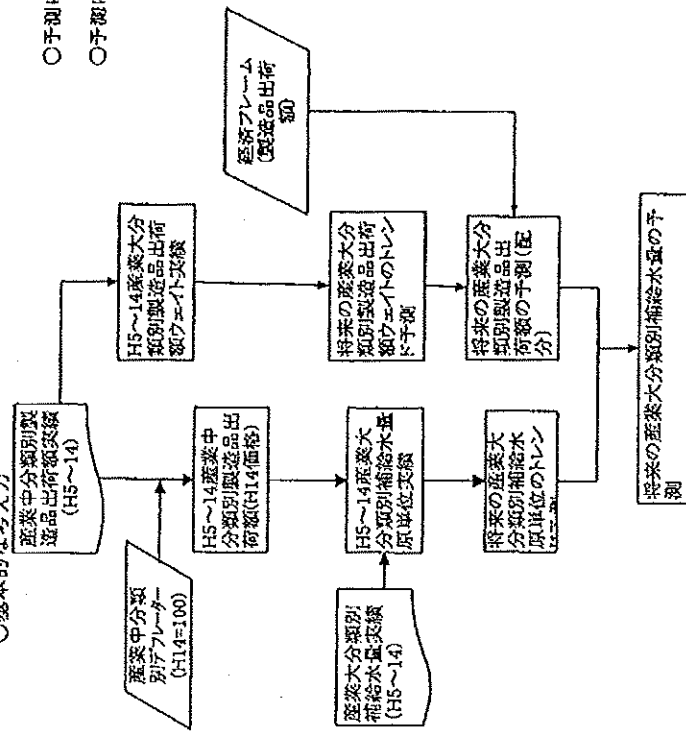 ○基本的な考え方
○予測
○予測
産業中分類別製
造品出荷額実績
(H5～14)
産業中分類
別デフレーター
(H14=100)
H5～14産業中
分類別製造品出
荷額(H14価格)
産業大分類別
補給水量実績
(H5～14)
H5～14産業大
分類別補給水量
原単位実績
将来の産業大
分類別補給水
原単位のトレン
H5～14産業大分
類別製造品出荷
額ウェイト実績
将来の産業大分
類別製造品出荷
額ウェイトのトレン
ド予測
経済フレーム
(製造品出荷
額)
将来の産業大分
類別製造品出
荷額の予測(配
分)
将来の産業大分類別補給水量の予
測